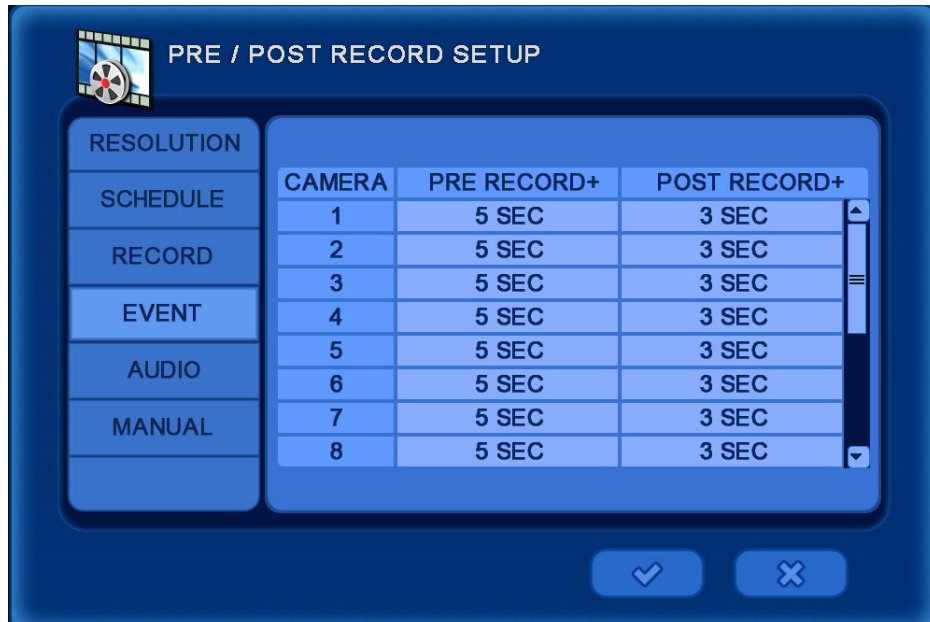 PRE / POST RECORD SETUP
RESOLUTION
SCHEDULE
RECORD
EVENT
AUDIO
MANUAL
CAMERA PRE RECORD+ POST RECORD+
1 5 SEC 3 SEC
2 5 SEC 3 SEC
3 5 SEC 3 SEC
4 5 SEC 3 SEC
5 5 SEC 3 SEC
6 5 SEC 3 SEC
7 5 SEC 3 SEC
8 5 SEC 3 SEC